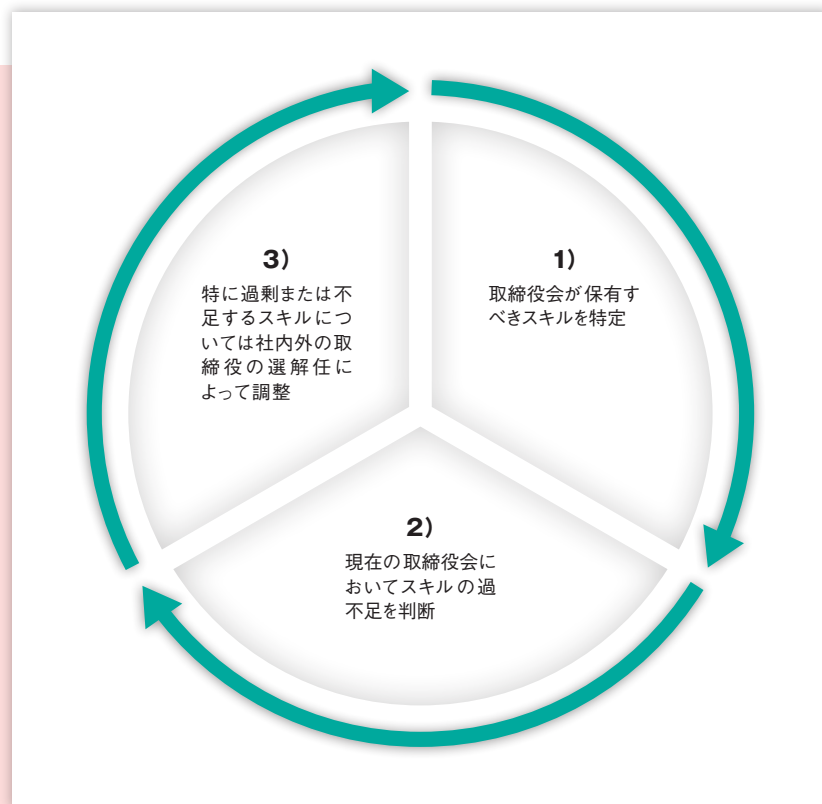 1)
取締役会が保有す
べきスキルを特定
2)
現在の取締役会に
おいてスキルの過
不足を判断
3)
特に過剰または不
足するスキルにつ
いては社内外の取
締役の選解任に
よって調整